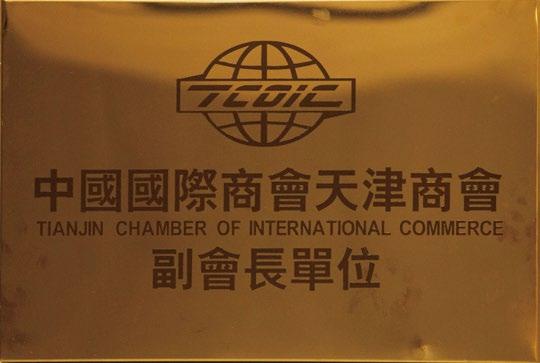 TCOIC
中國國際商會天津商會
TIANJIN CHAMBER OF INTERNATIONAL COMMERCE
副會長單位